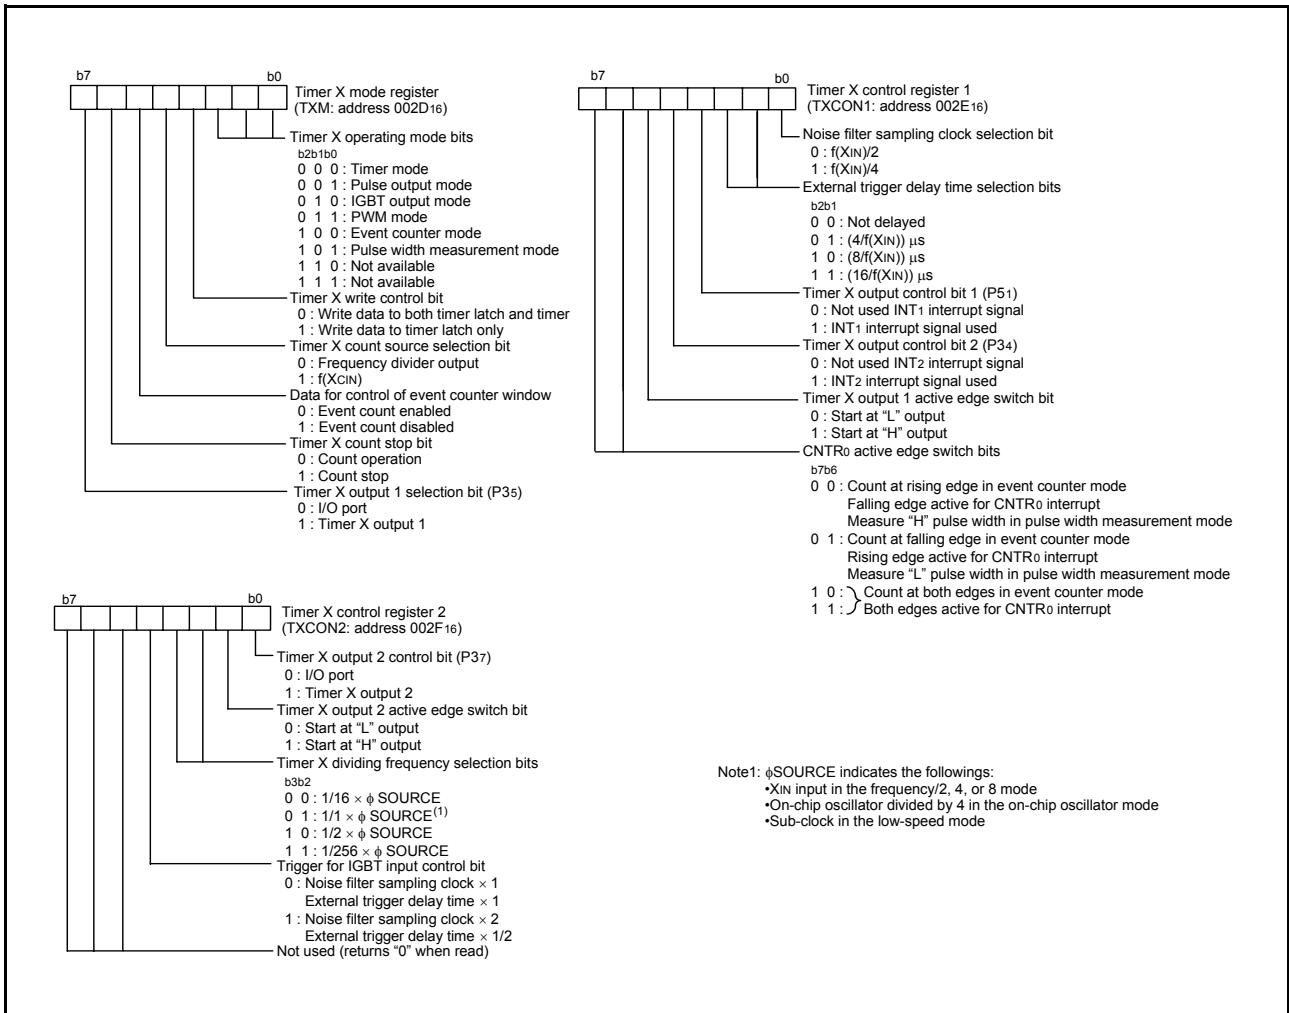 b7 b0
Timer X mode register
(TXM: address 002D16)
Timer X operating mode bits
b2b1b0
0 0 0 : Timer mode
0 0 1 : Pulse output mode
0 1 0 : IGBT output mode
0 1 1 : PWM mode
1 0 0 : Event counter mode
1 0 1 : Pulse width measurement mode
1 1 0 : Not available
1 1 1 : Not available
Timer X write control bit
0 : Write data to both timer latch and timer
1 : Write data to timer latch only
Timer X count source selection bit
0 : Frequency divider output
1 : f(XCIN)
Data for control of event counter window
0 : Event count enabled
1 : Event count disabled
Timer X count stop bit
0 : Count operation
1 : Count stop
Timer X output 1 selection bit (P35)
0 : I/O port
1 : Timer X output 1
b7 b0
Timer X control register 1
(TXCON1: address 002E16)
Noise filter sampling clock selection bit
0 : f(XIN)/2
1 : f(XIN)/4
External trigger delay time selection bits
b2b1
0 0 : Not delayed
0 1 : (4/f(XIN)) μs
1 0 : (8/f(XIN)) μs
1 1 : (16/f(XIN)) μs
Timer X output control bit 1 (P51)
0 : Not used INT1 interrupt signal
1 : INT1 interrupt signal used
Timer X output control bit 2 (P34)
0 : Not used INT2 interrupt signal
1 : INT2 interrupt signal used
Timer X output 1 active edge switch bit
0 : Start at “L” output
1 : Start at “H” output
CNTR0 active edge switch bits
b7b6
0 0 : Count at rising edge in event counter mode
Falling edge active for CNTR0 interrupt
Measure “H” pulse width in pulse width measurement mode
0 1 : Count at falling edge in event counter mode
Rising edge active for CNTR0 interrupt
Measure “L” pulse width in pulse width measurement mode
1 0 : Count at both edges in event counter mode
1 1 : Both edges active for CNTR0 interrupt
b7 b0
Timer X control register 2
(TXCON2: address 002F16)
Timer X output 2 control bit (P37)
0 : I/O port
1 : Timer X output 2
Timer X output 2 active edge switch bit
0 : Start at “L” output
1 : Start at “H” output
Timer X dividing frequency selection bits
b3b2
0 0 : 1/16 × ϕ SOURCE
0 1 : 1/1 × ϕ SOURCE(1)
1 0 : 1/2 × ϕ SOURCE
1 1 : 1/256 × ϕ SOURCE
Trigger for IGBT input control bit
0 : Noise filter sampling clock × 1
External trigger delay time × 1
1 : Noise filter sampling clock × 2
External trigger delay time × 1/2
Not used (returns “0” when read)
Note1: ϕSOURCE indicates the followings:
•XIN input in the frequency/2, 4, or 8 mode
•On-chip oscillator divided by 4 in the on-chip oscillator mode
•Sub-clock in the low-speed mode